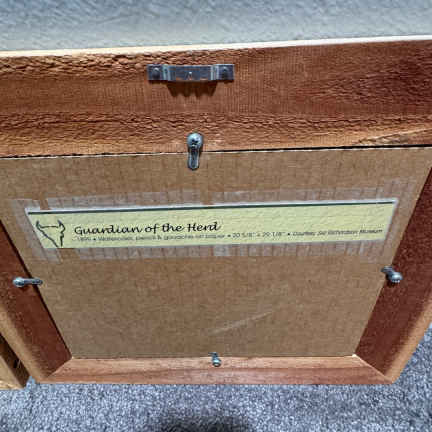 Guardian of the Herd
1899 • Watercolor, pencil & gouache on paper • 20 5/8" x 29 1/8" • Courtesy Sid Richardson Museum